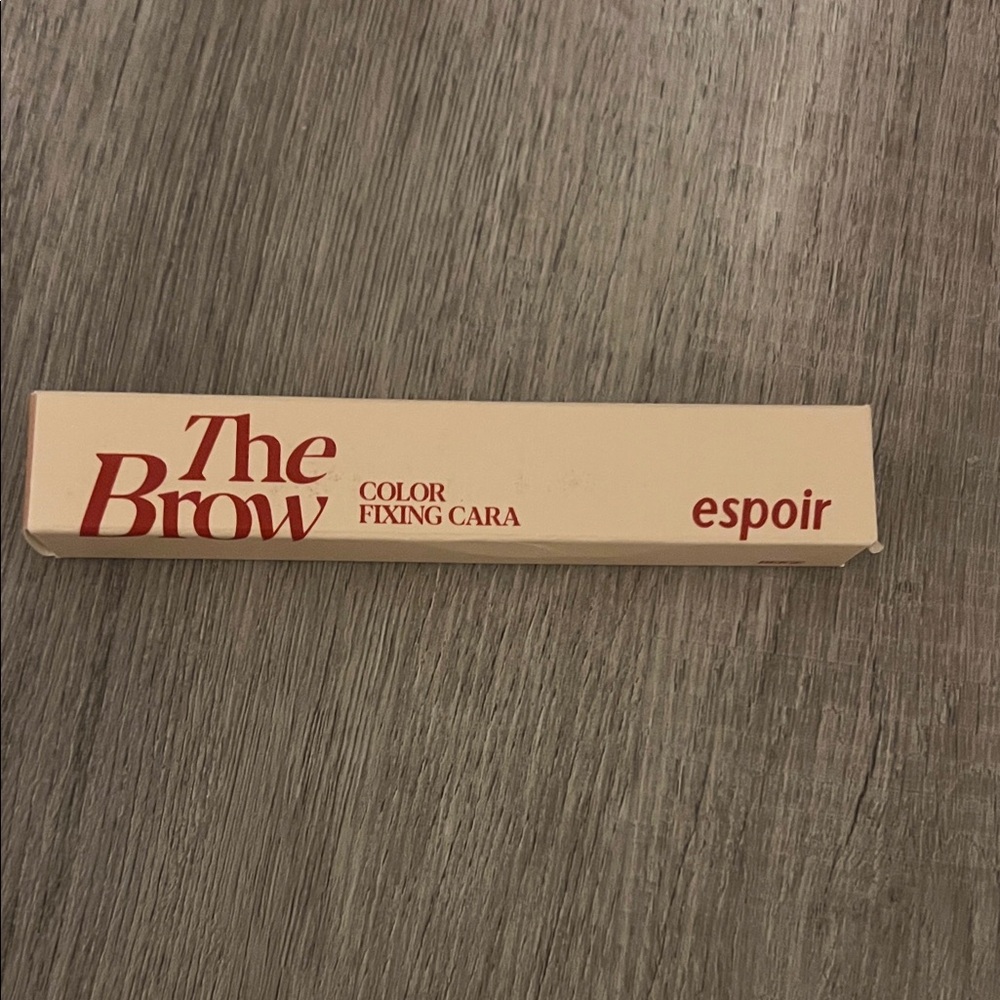 The
Brow
COLOR
FIXING CARA
espoir